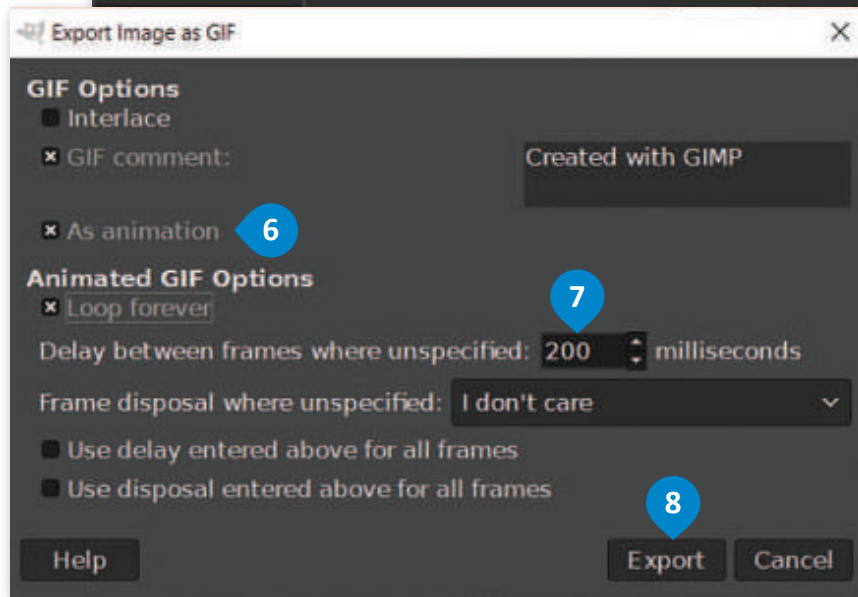 Export Image as GIF
GIF Options
Interlace
GIF comment: Created with GIMP
As animation 6
Animated GIF Options
Loop forever
7
Delay between frames where unspecified: 200 milliseconds
Frame disposal where unspecified: I don't care
Use delay entered above for all frames
Use disposal entered above for all frames
8
Help Export Cancel